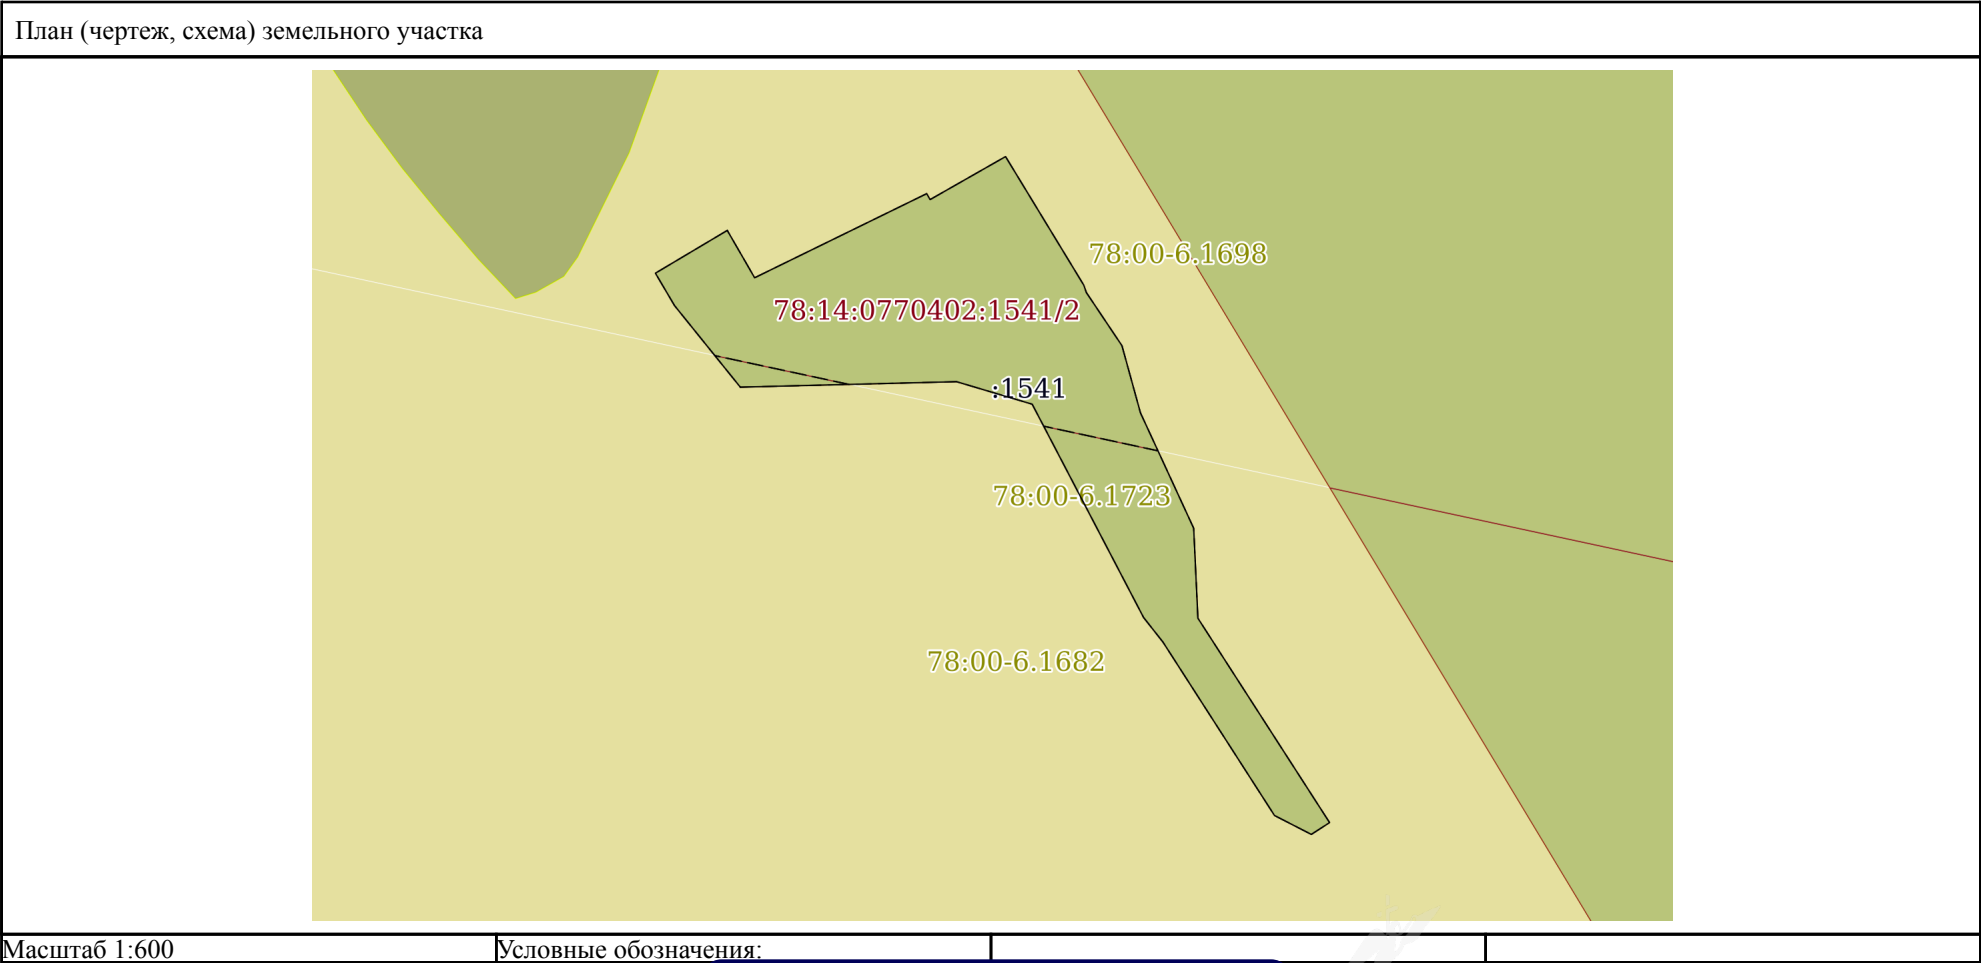 План (чертеж, схема) земельного участка
78:00-6.1698
78:14:0770402:1541/2
:1541
78:00-6.1723
78:00-6.1682
Масштаб 1:600
Условные обозначения: